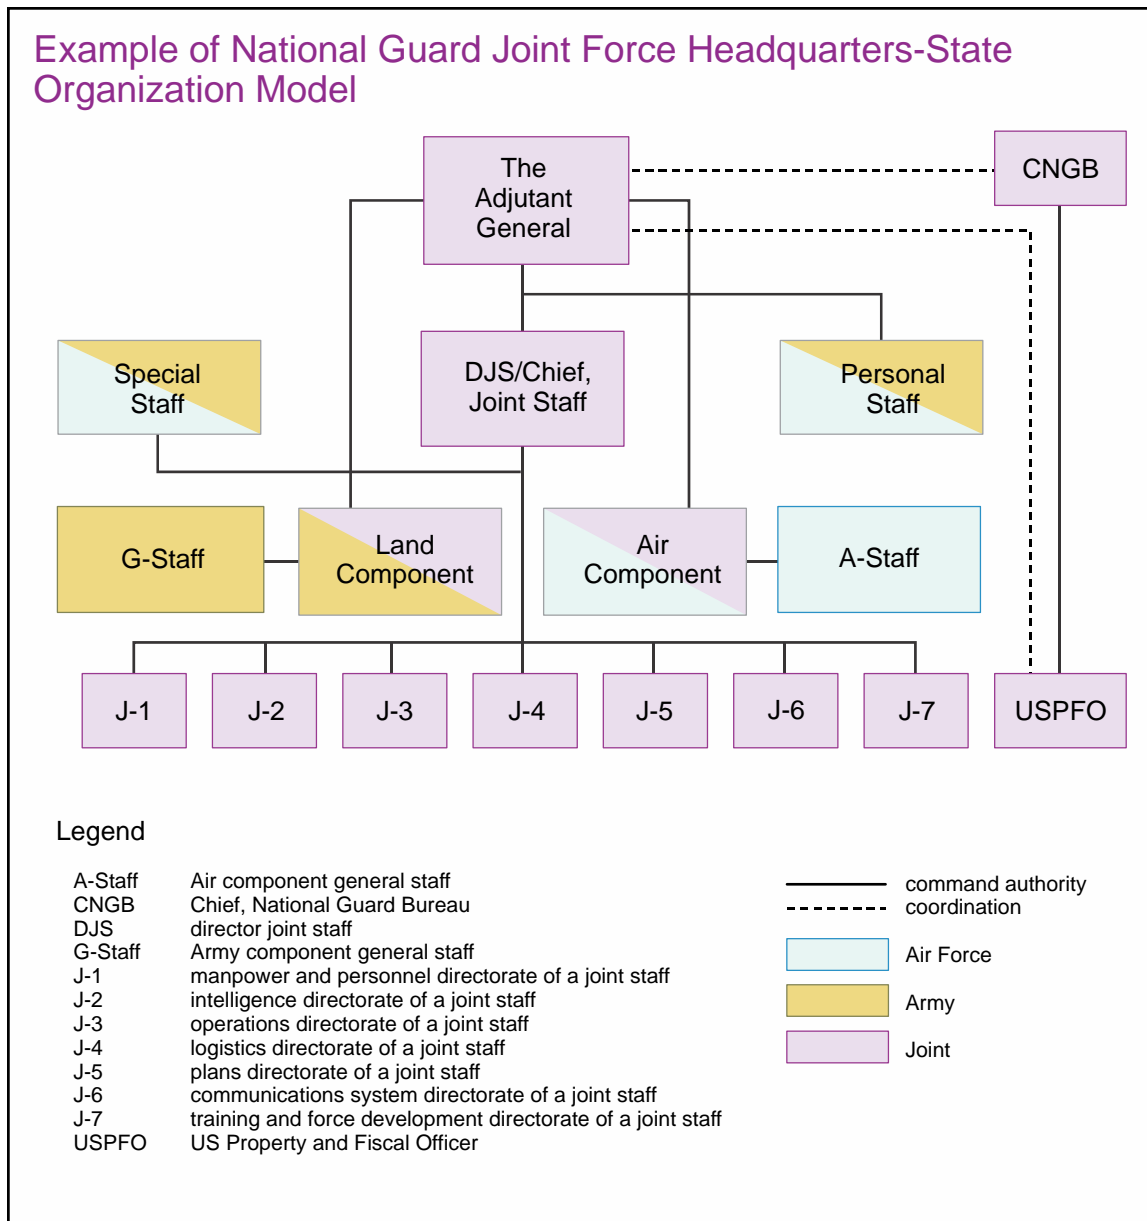 Example of National Guard Joint Force Headquarters-State
Organization Model
The
Adjutant
General
CNGB
Special
Staff
DJS/Chief,
Joint Staff
Personal
Staff
G-Staff
Land
Component
Air
Component
A-Staff
J-1
J-2
J-3
J-4
J-5
J-6
J-7
USPFO
Legend
A-Staff Air component general staff
CNGB Chief, National Guard Bureau
DJS director joint staff
G-Staff Army component general staff
J-1 manpower and personnel directorate of a joint staff
J-2 intelligence directorate of a joint staff
J-3 operations directorate of a joint staff
J-4 logistics directorate of a joint staff
J-5 plans directorate of a joint staff
J-6 communications system directorate of a joint staff
J-7 training and force development directorate of a joint staff
USPFO US Property and Fiscal Officer
command authority
coordination
Air Force
Army
Joint